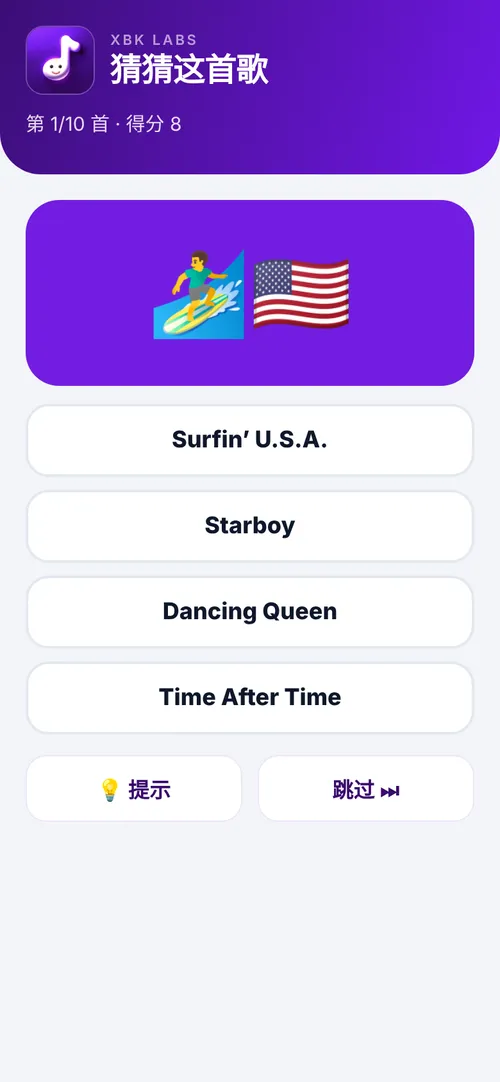 XBK LABS
猜猜这首歌
第 1/10 首 · 得分 8
Surfin’ U.S.A.
Starboy
Dancing Queen
Time After Time
💡 提示
跳过 ⏭